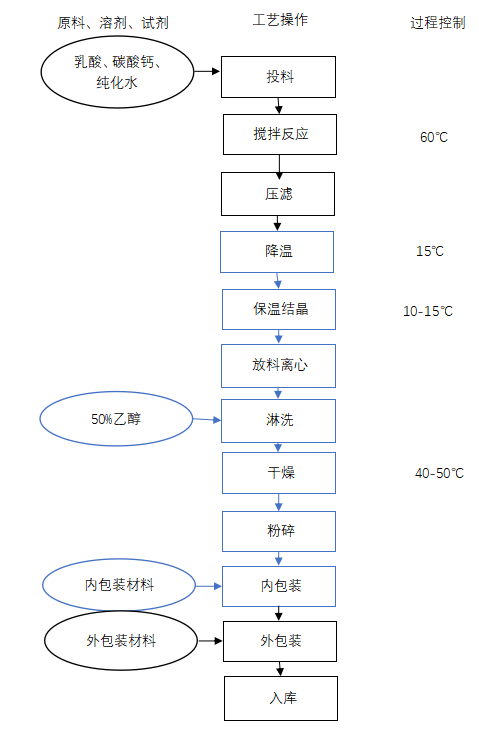 原料、溶剂、试剂
工艺操作
过程控制
乳酸、碳酸钙、
纯化水
投料
搅拌反应
60℃
压滤
降温
15℃
保温结晶
10-15℃
放料离心
50%乙醇
淋洗
干燥
40-50℃
粉碎
内包装材料
内包装
外包装材料
外包装
入库